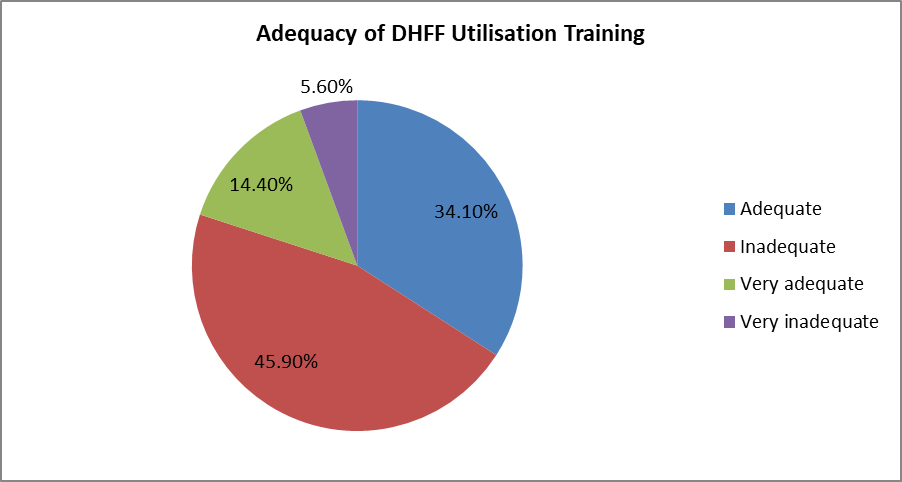 Adequacy of DHFF Utilisation Training
5.60%
14.40%
34.10%
45.90%
Adequate
Inadequate
Very adequate
Very inadequate